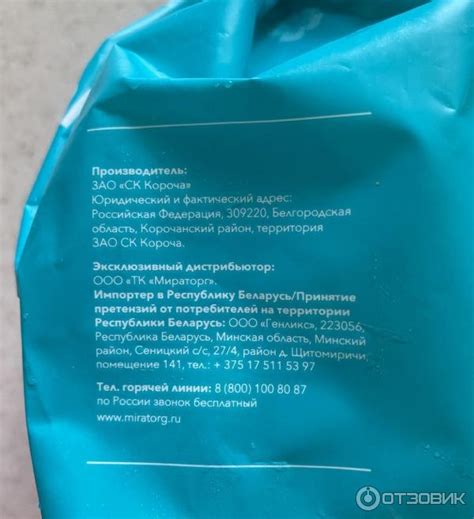 Производитель:
ЗАО «СК Короча»
Юридический и фактический адрес:
Российская Федерация, 309220, Белгородская
область, Корочанский район, территория
ЗАО СК Короча.
Эксклюзивный дистрибьютор:
ООО «ТК «Мираторг».
Импортер в Республику Беларусь/Принятие
претензий от потребителей на территории
Республики Беларусь: ООО «Генликс», 223056,
Республика Беларусь, Минская область, Минский
район, Сеницкий с/с, 27/4, район д. Щитомиричи,
помещение 141, тел.: + 375 17 511 53 97
Тел. горячей линии: 8 (800) 100 80 87
по России звонок бесплатный
www.miratorg.ru
ОТЗОВИК